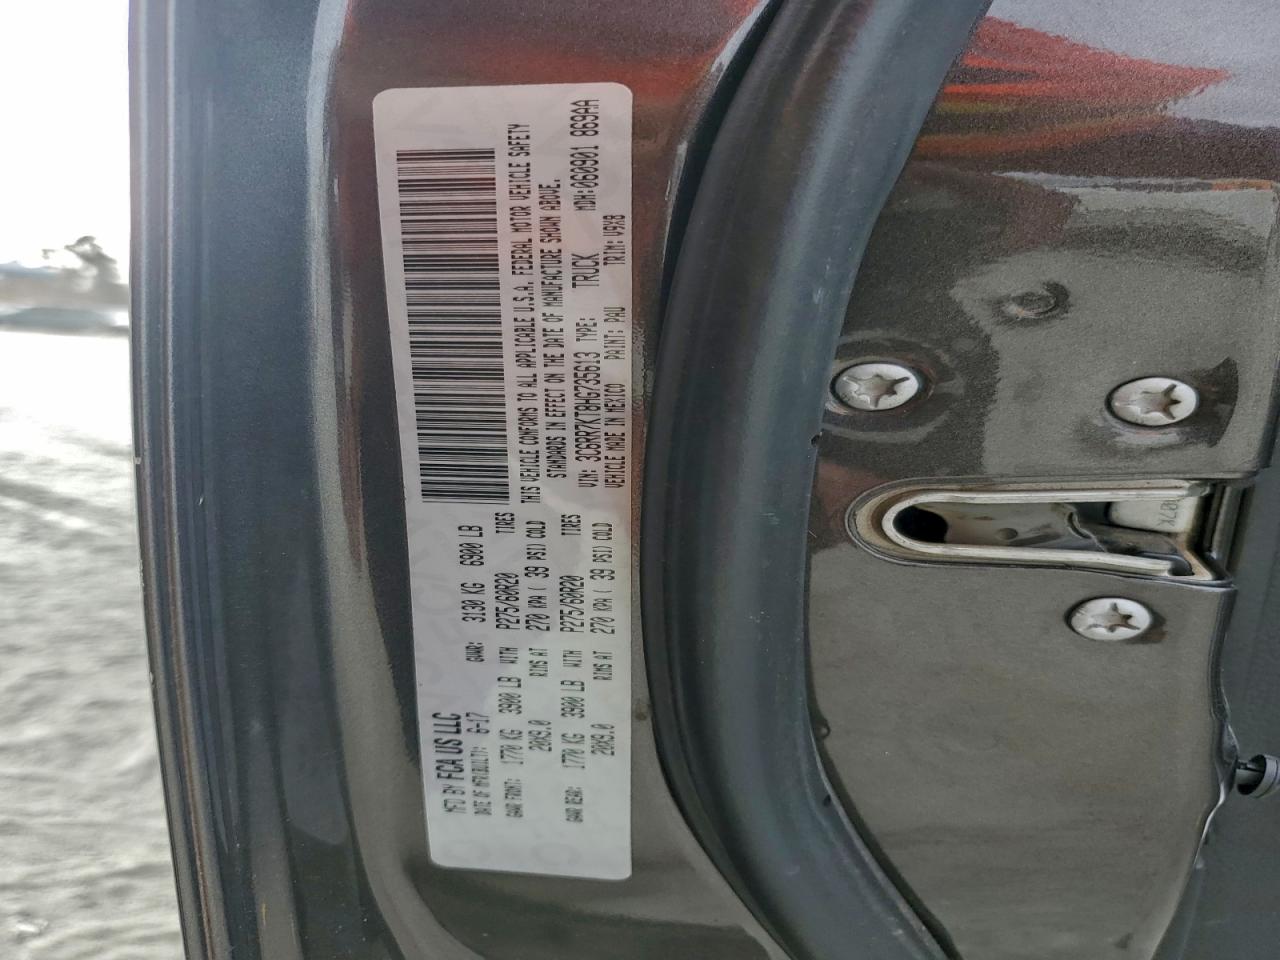 MFD BY FCA US LLC
DATE OF MFR/BUILT: 6-17 GVWR: 3130 KG 6900 LB
GAWR FRONT: 1770 KG 3900 LB WITH P275/60R20 TIRES
20X9.0 RIMS AT 270 KPA ( 39 PSI) COLD
GAWR REAR: 1770 KG 3900 LB WITH P275/60R20 TIRES
20X9.0 RIMS AT 270 KPA ( 39 PSI) COLD
THIS VEHICLE CONFORMS TO ALL APPLICABLE U.S.A. FEDERAL MOTOR VEHICLE SAFETY
STANDARDS IN EFFECT ON THE DATE OF MANUFACTURE SHOWN ABOVE.
VIN: 3C6RR7KT8HG735613 TYPE: TRUCK MDH:060901 869AA
VEHICLE MADE IN MEXICO PAINT: PAU TRIM: V9X8